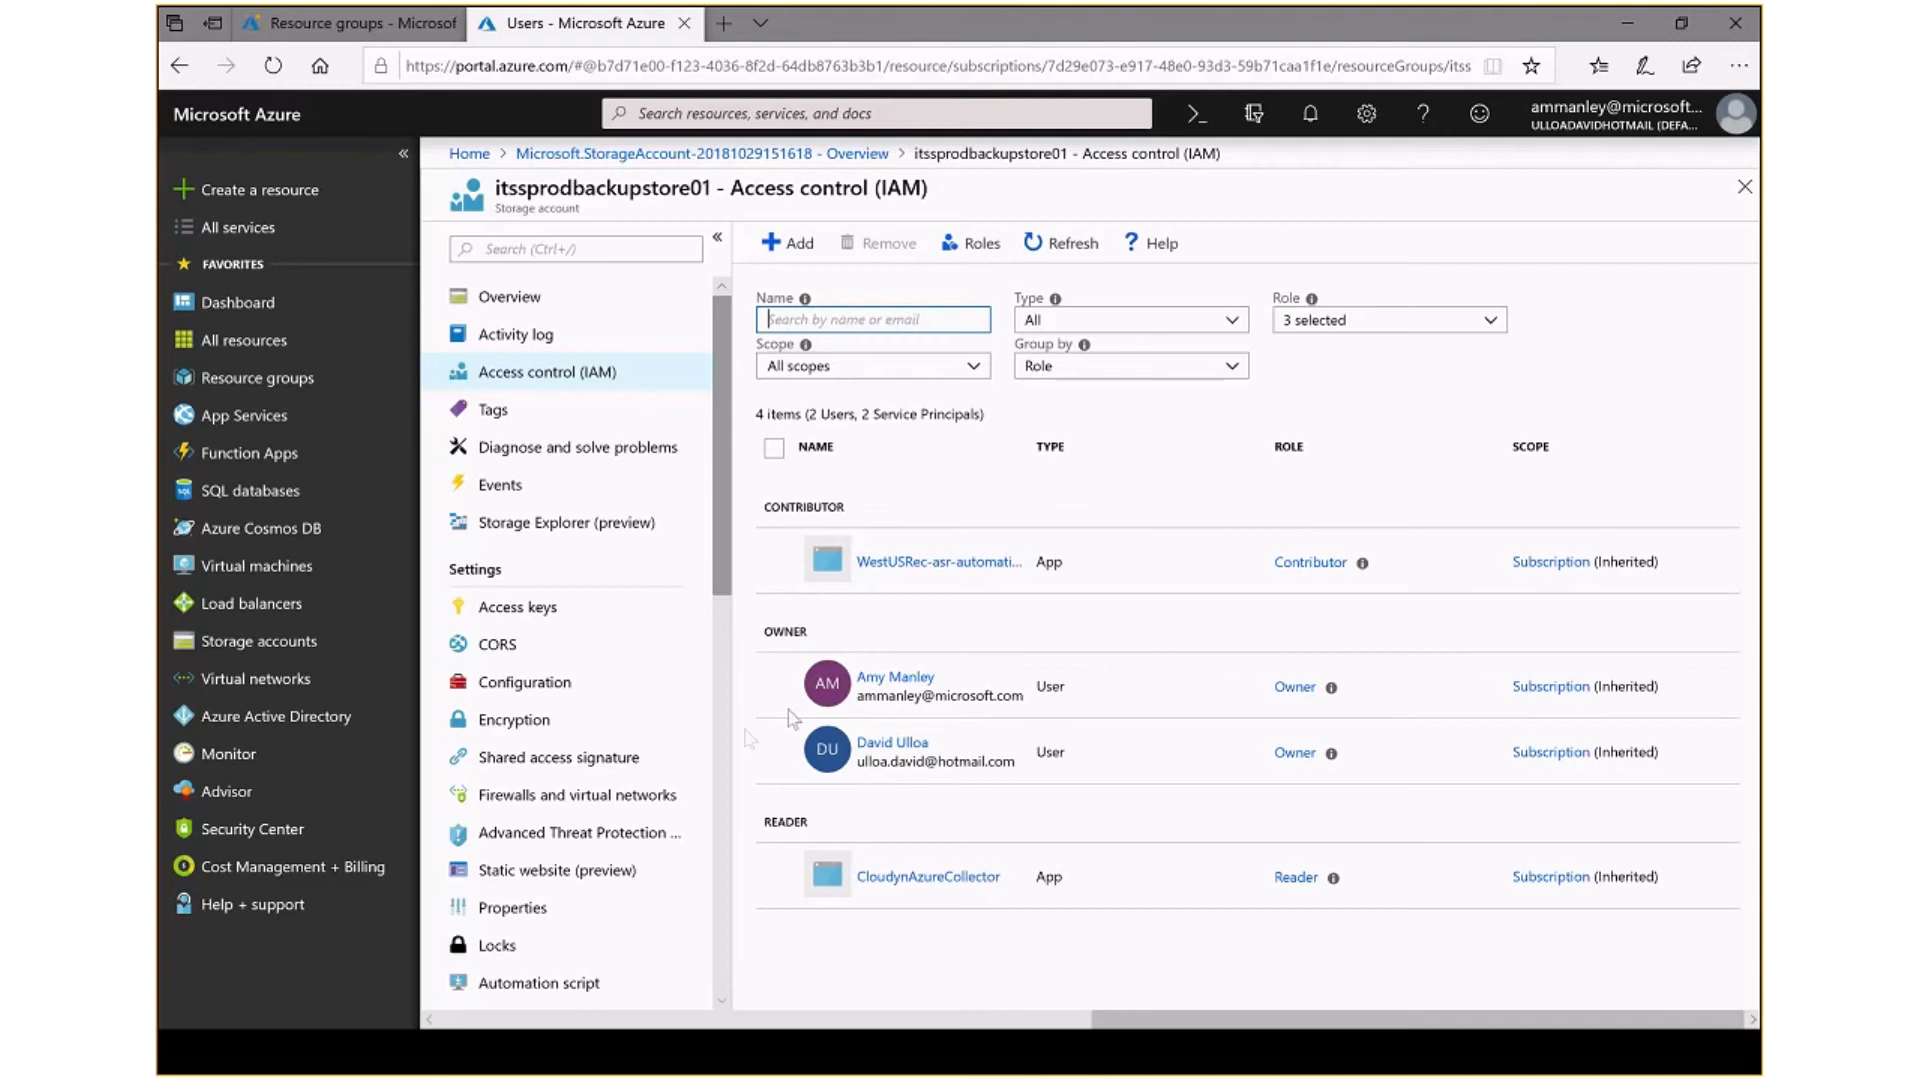 Resource groups - Microsof
Users - Microsoft Azure
https://portal.azure.com/#@b7d71e00-f123-4036-8f2d-64db8763b3b1/resource/subscriptions/7d29e073-e917-48e0-93d3-59b71caa1f1e/resourceGroups/itss
Microsoft Azure
Search resources, services, and docs
ammanley@microsoft...
ULLOADAVIDHOTMAIL (DEFA...
Home > Microsoft.StorageAccount-20181029151618 - Overview > itssprodbackupstore01 - Access control (IAM)
itssprodbackupstore01 - Access control (IAM)
Storage account
Create a resource
All services
FAVORITES
Dashboard
All resources
Resource groups
App Services
Function Apps
SQL databases
Azure Cosmos DB
Virtual machines
Load balancers
Storage accounts
Virtual networks
Azure Active Directory
Monitor
Advisor
Security Center
Cost Management + Billing
Help + support
Search (Ctrl+/)
Overview
Activity log
Access control (IAM)
Tags
Diagnose and solve problems
Events
Storage Explorer (preview)
Settings
Access keys
CORS
Configuration
Encryption
Shared access signature
Firewalls and virtual networks
Advanced Threat Protection ...
Static website (preview)
Properties
Locks
Automation script
Add Remove Roles Refresh Help
Name Type Role
Search by name or email All 3 selected
Scope Group by
All scopes Role
4 items (2 Users, 2 Service Principals)
NAME TYPE ROLE SCOPE
CONTRIBUTOR
WestUSRec-asr-automati... App Contributor Subscription (Inherited)
OWNER
AM Amy Manley User Owner Subscription (Inherited)
ammanley@microsoft.com
DU David Ulloa User Owner Subscription (Inherited)
ulloa.david@hotmail.com
READER
CloudynAzureCollector App Reader Subscription (Inherited)